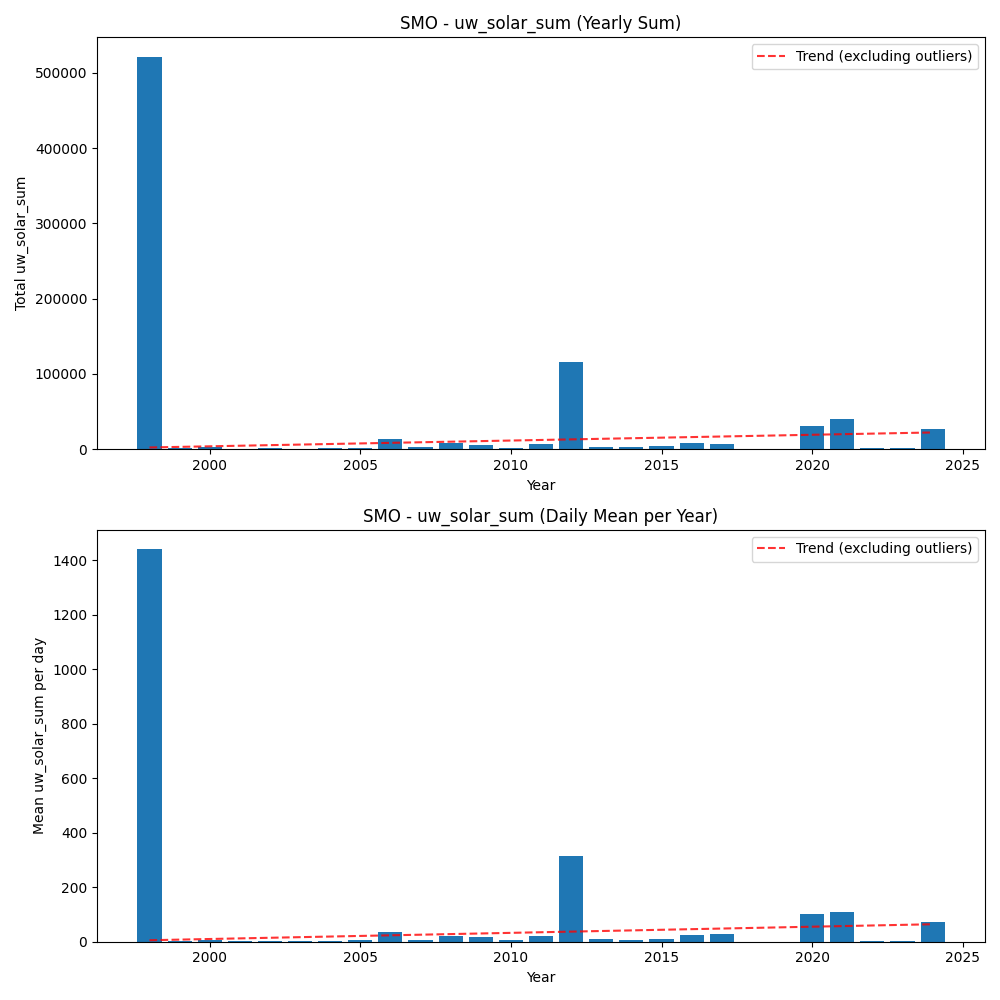 SMO - uw_solar_sum (Yearly Sum)
Trend (excluding outliers)
Total uw_solar_sum
500000
400000
300000
200000
100000
0
2000 2005 2010 2015 2020 2025
Year
SMO - uw_solar_sum (Daily Mean per Year)
Trend (excluding outliers)
Mean uw_solar_sum per day
1400
1200
1000
800
600
400
200
0
2000 2005 2010 2015 2020 2025
Year